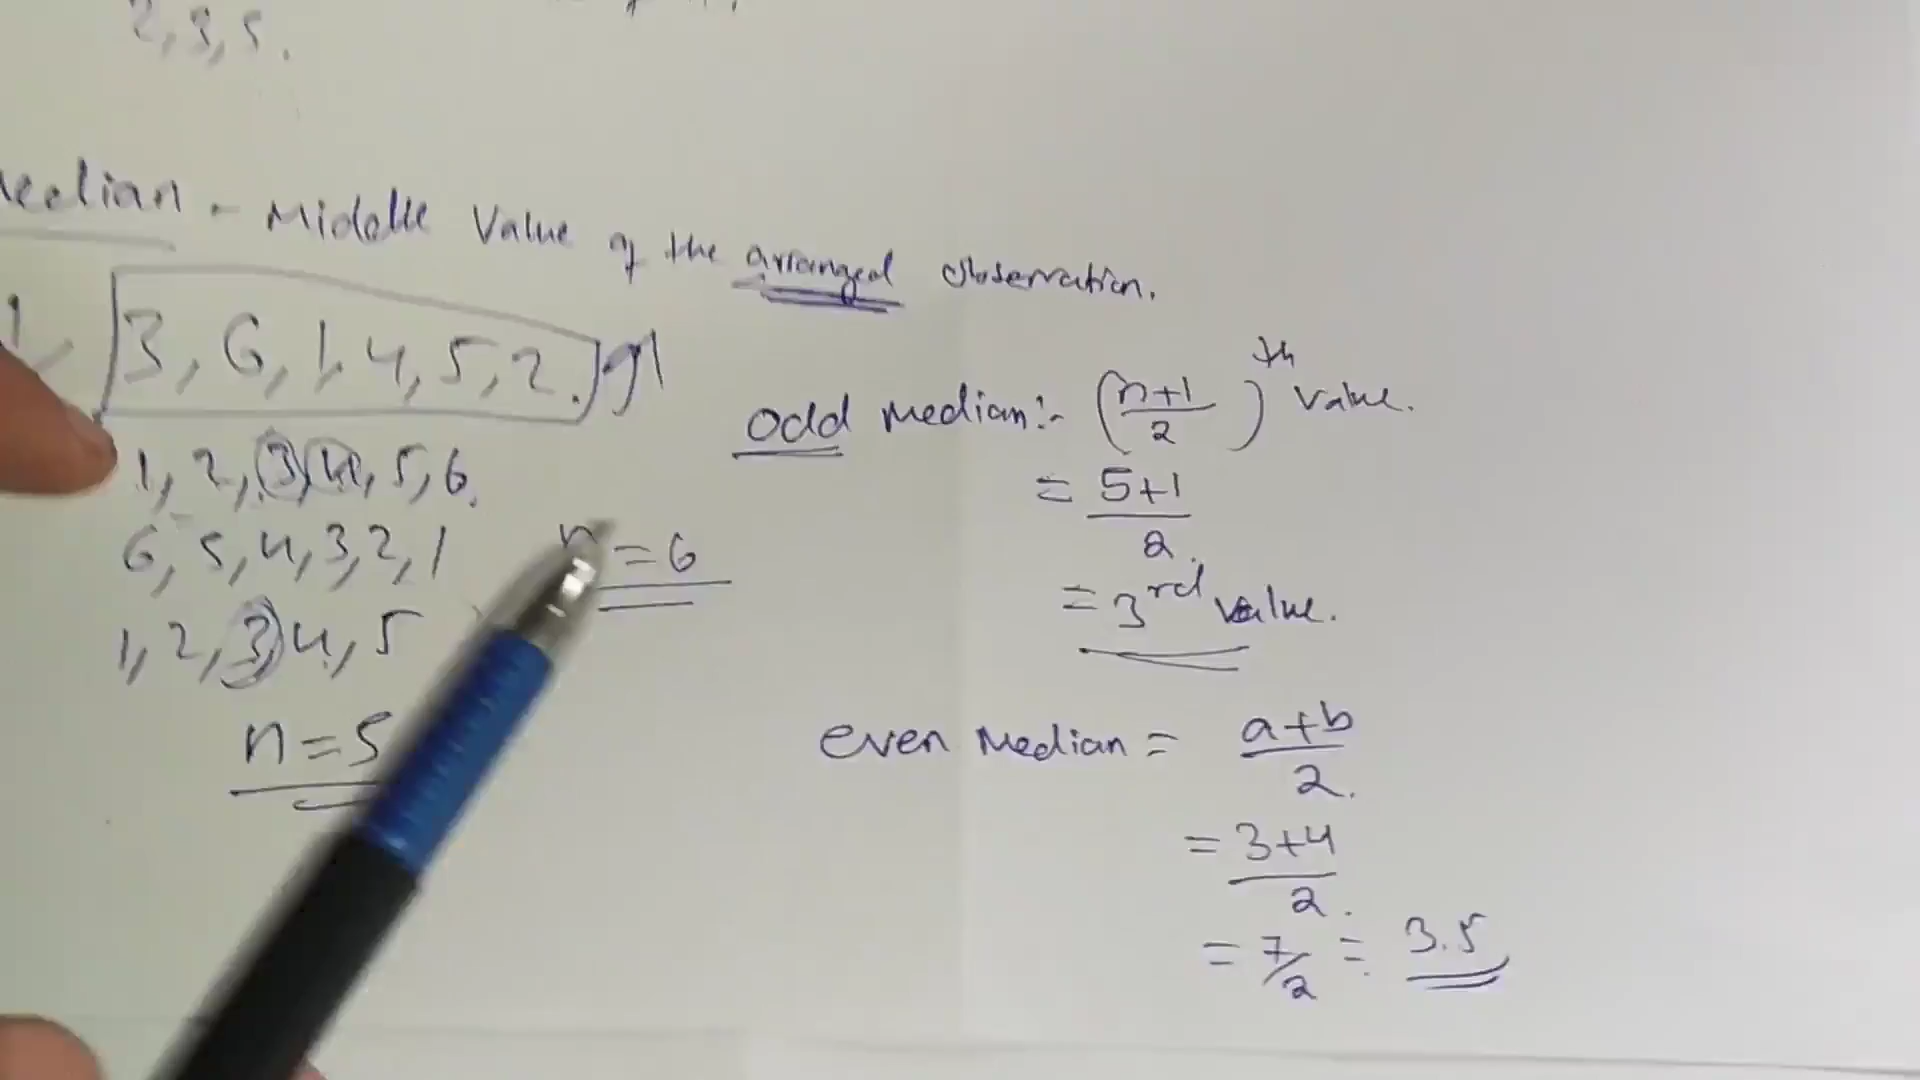 2, 3, 5.
Median - Middle Value of the arranged observation.
1, 3, 6, 1, 4, 5, 2.
1, 2, 3, 4, 5, 6.
6, 5, 4, 3, 2, 1
n = 6
1, 2, 3, 4, 5
n = 5
Odd Median:- (n+1/2)th value.
= 5+1/2.
= 3rd value.
even Median = a+b/2.
= 3+4/2.
= 7/2 = 3.5